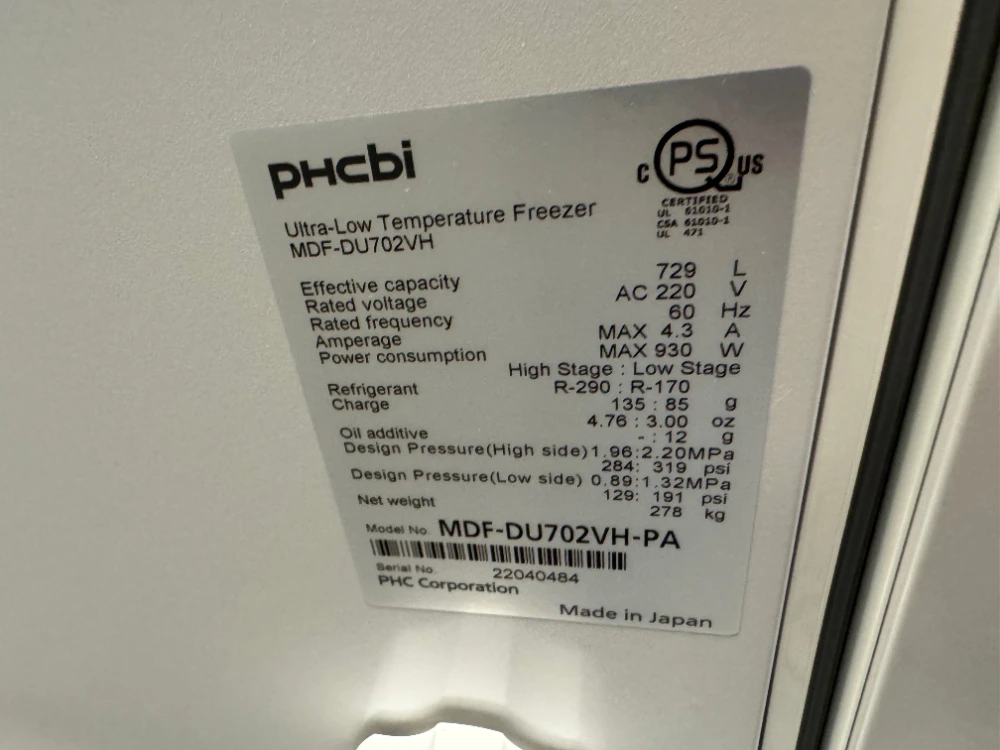 PHCbi
C PS US
CERTIFIED
UL 61010-1
CSA 61010-1
UL 471
Ultra-Low Temperature Freezer
MDF-DU702VH
Effective capacity 729 L
Rated voltage AC 220 V
Rated frequency 60 Hz
Amperage MAX 4.3 A
Power consumption MAX 930 W
High Stage : Low Stage
Refrigerant R-290 : R-170
Charge 135 : 85 g
4.76 : 3.00 oz
Oil additive - : 12 g
Design Pressure(High side) 1.96:2.20MPa
284: 319 psi
Design Pressure(Low side) 0.89:1.32MPa
129: 191 psi
Net weight 278 kg
Model No. MDF-DU702VH-PA
Serial No. 22040484
PHC Corporation
Made in Japan